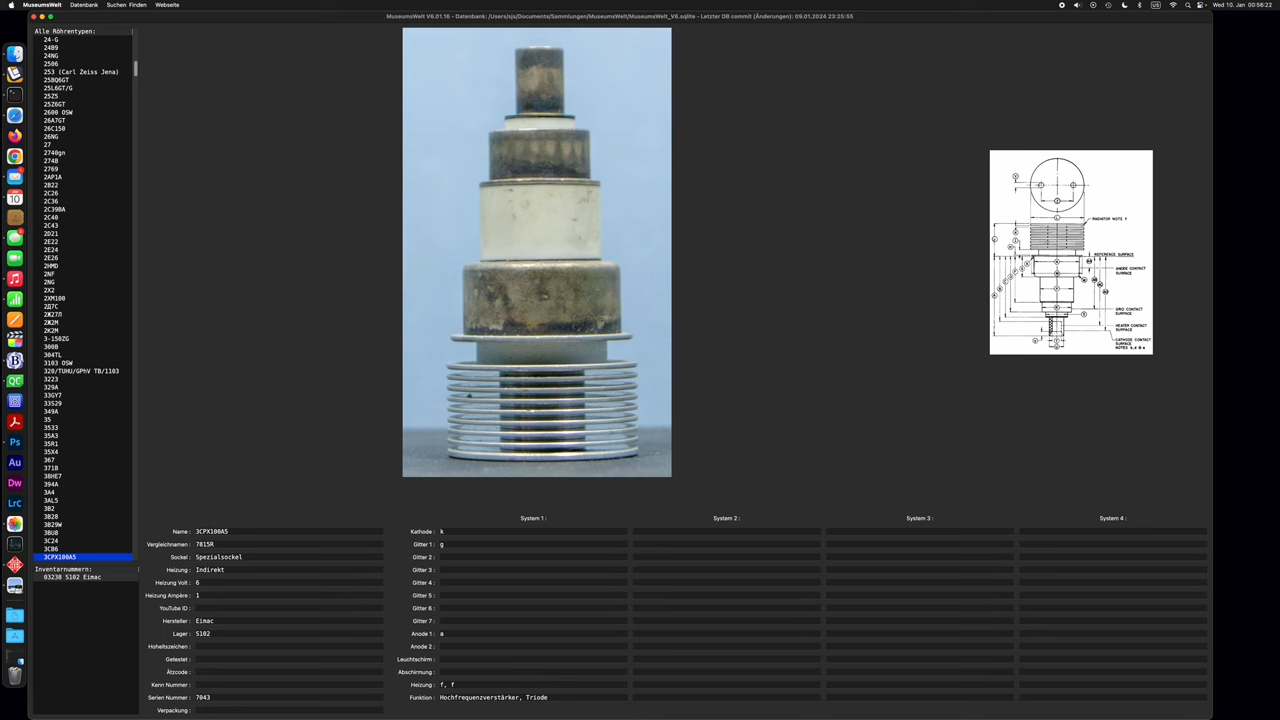 MuseumsWelt Datenbank Suchen Finden Webseite
US
Wed 10. Jan. 00:56:22
MuseumsWelt V6.01.16 - Datenbank: /Users/sjs/Documents/Sammlungen/MuseumsWelt/MuseumsWelt_V6.sqlite - Letzter DB commit (Änderungen): 09.01.2024 23:25:55
Alle Röhrentypen:
24-G
24B9
24NG
2506
253 (Carl Zeiss Jena)
25BQ6GT
25L6GT/G
25Z5
25Z6GT
2600 OSW
26A7GT
26C150
26NG
27
2740gn
274B
2769
2AP1A
2B22
2C26
2C36
2C39BA
2C40
2C43
2D21
2E22
2E24
2E26
2HMD
2NF
2NG
2X2
2XM100
2Д7С
2Ж27Л
2Ж2М
2К2М
3-150ZG
300B
304TL
3103 OSW
320/TUHU/GPhV TB/1103
3223
329A
33GY7
33S29
349A
35
3533
35A3
35R1
35X4
367
371B
38HE7
394A
3A4
3AL5
3B2
3B28
3B29W
3BU8
3C24
3CB6
3CPX100A5
Inventarnummern:
03238 S102 Eimac
RADIATOR NOTE 7
REFERENCE SURFACE
ANODE CONTACT
SURFACE
GRID CONTACT
SURFACE
HEATER CONTACT
SURFACE
CATHODE CONTACT
SURFACE
System 1 :
System 2 :
System 3 :
System 4 :
Name : 3CPX100A5
Vergleichnamen : 7815R
Sockel : Spezialsockel
Heizung : Indirekt
Heizung Volt : 6
Heizung Ampère : 1
YouTube ID :
Hersteller : Eimac
Lager : S102
Hoheitszeichen :
Getestet :
Ätzcode :
Kenn Nummer :
Serien Nummer : 7043
Verpackung :
Kathode : k
Gitter 1 : g
Gitter 2 :
Gitter 3 :
Gitter 4 :
Gitter 5 :
Gitter 6 :
Gitter 7 :
Anode 1 : a
Anode 2 :
Leuchtschirm :
Abschirmung :
Heizung : f, f
Funktion : Hochfrequenzverstärker, Triode